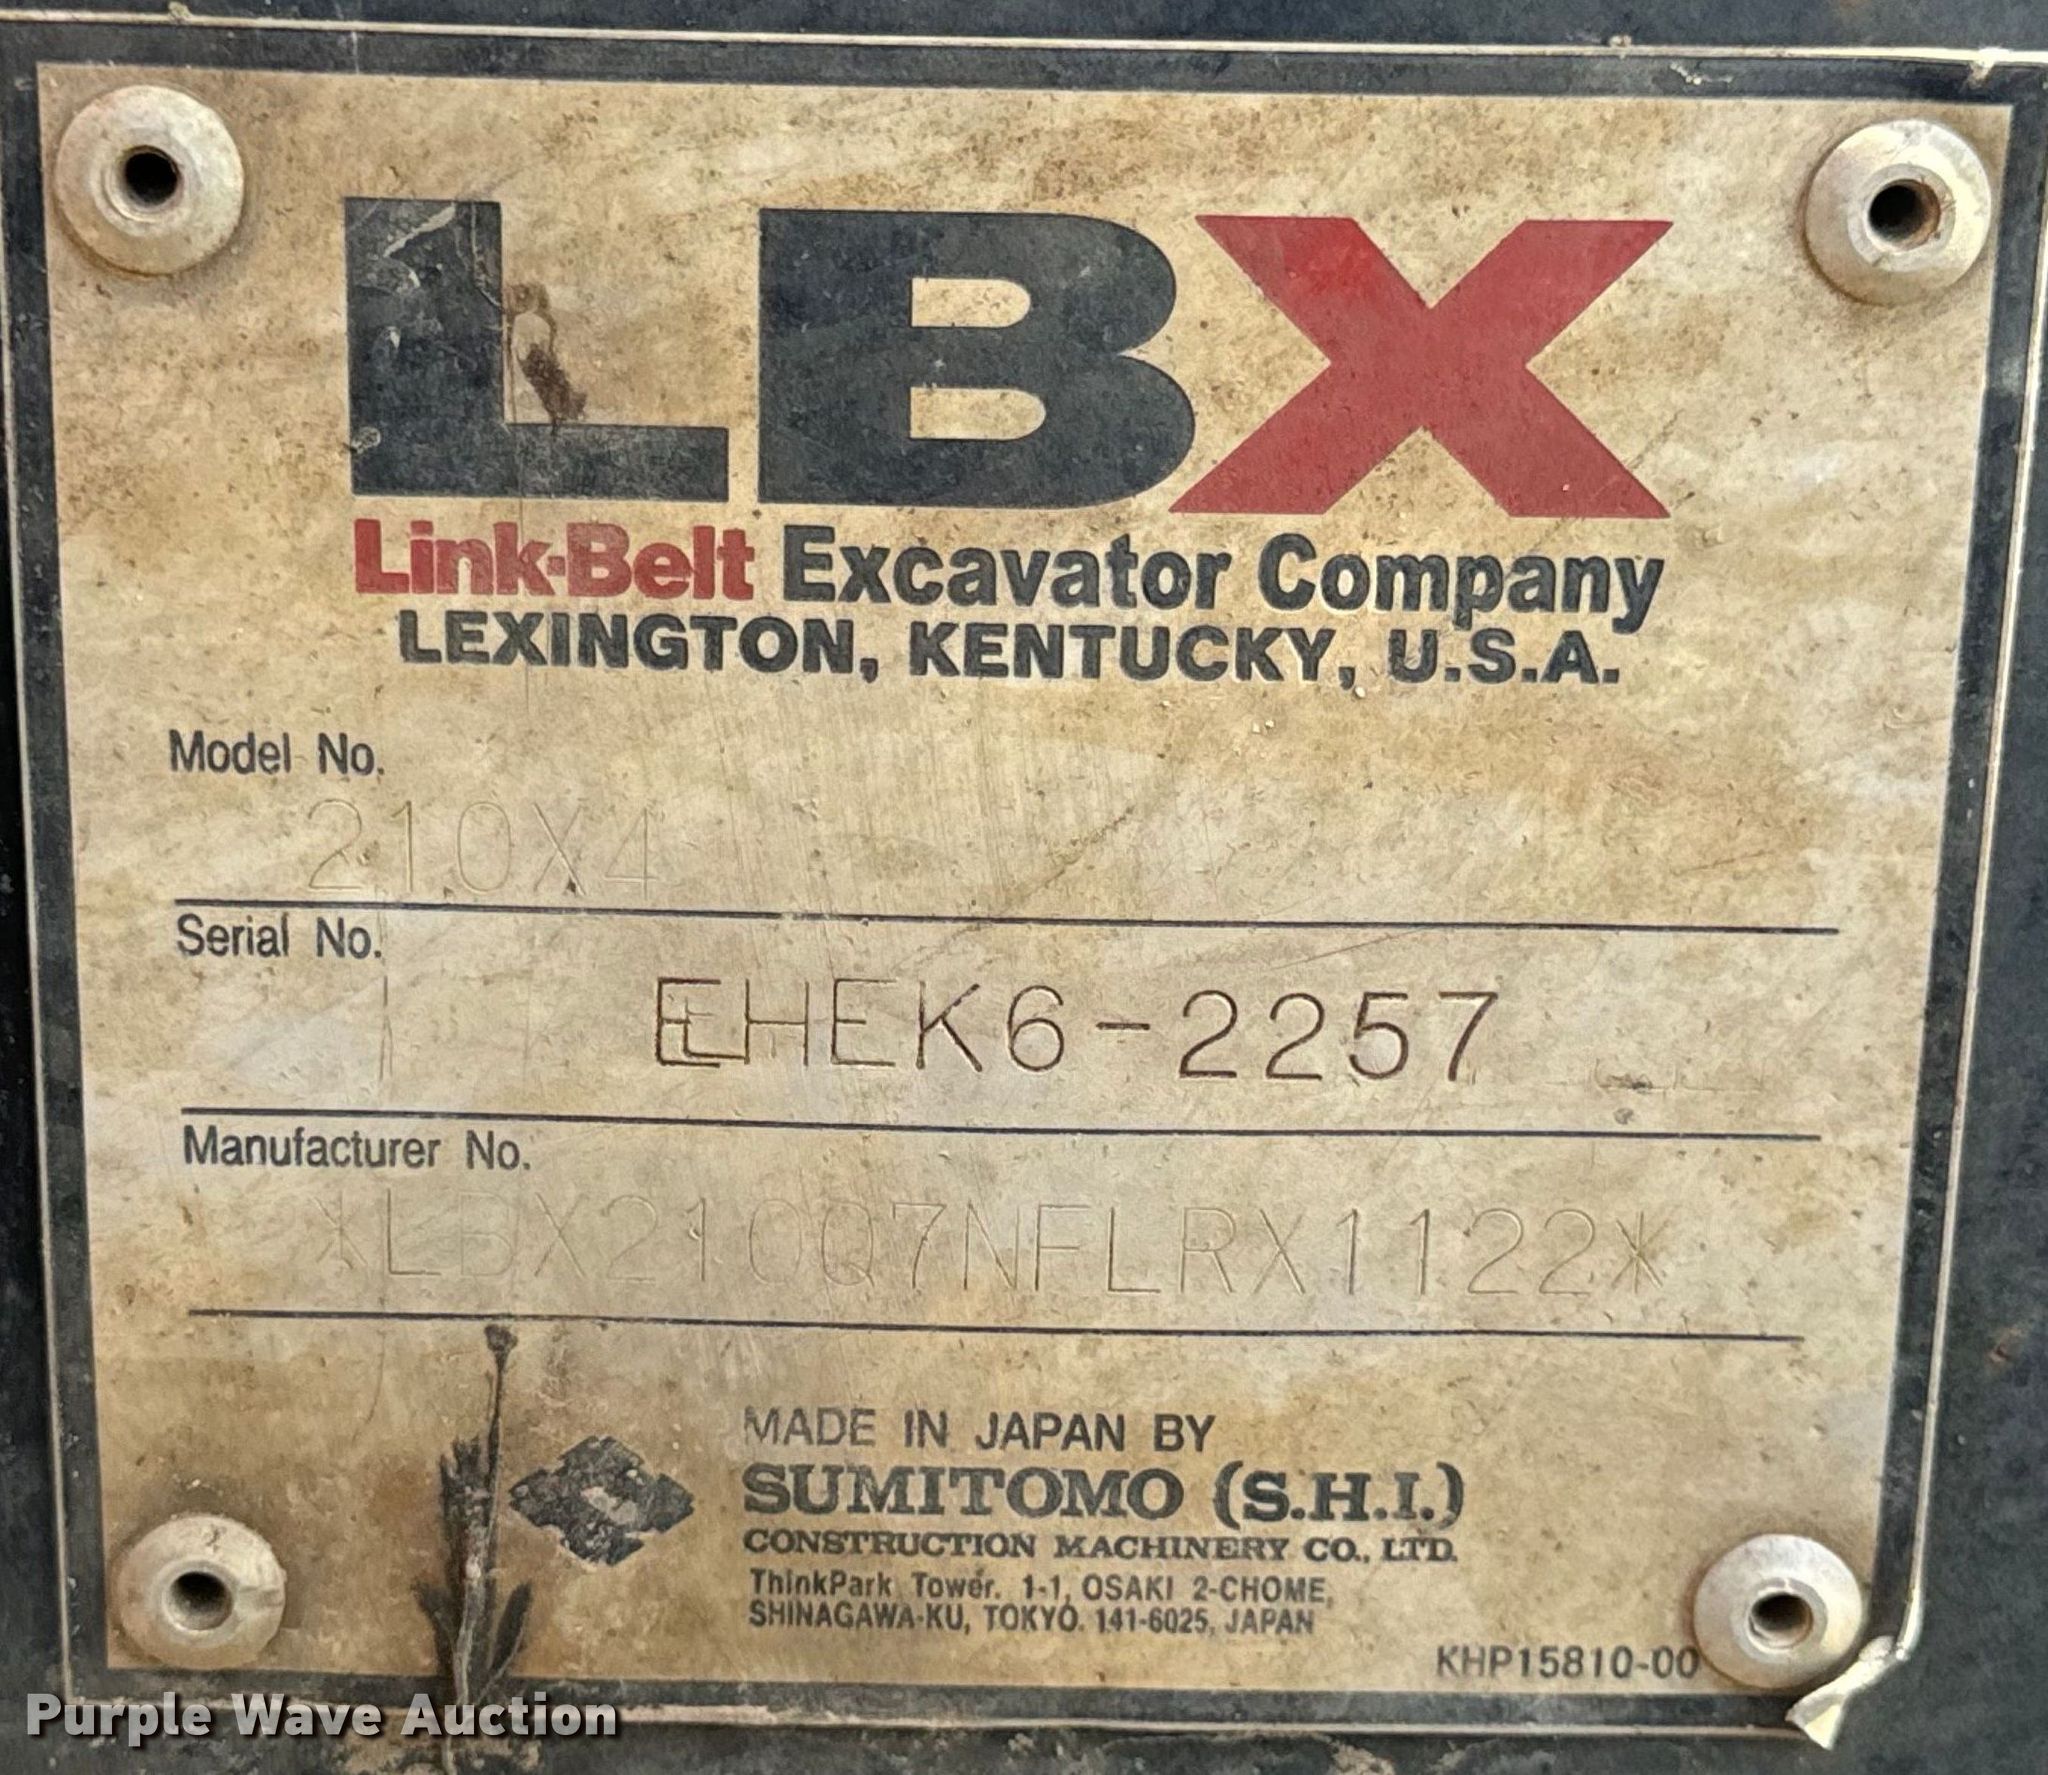 LBX
Link-Belt Excavator Company
LEXINGTON, KENTUCKY, U.S.A.
Model No.
210X4
Serial No.
EHEK6-2257
Manufacturer No.
*LBX210Q7NFLRX1122*
MADE IN JAPAN BY
SUMITOMO (S.H.I.)
CONSTRUCTION MACHINERY CO., LTD.
ThinkPark Tower. 1-1, OSAKI 2-CHOME,
SHINAGAWA-KU, TOKYO. 141-6025, JAPAN
KHP15810-00
Purple Wave Auction